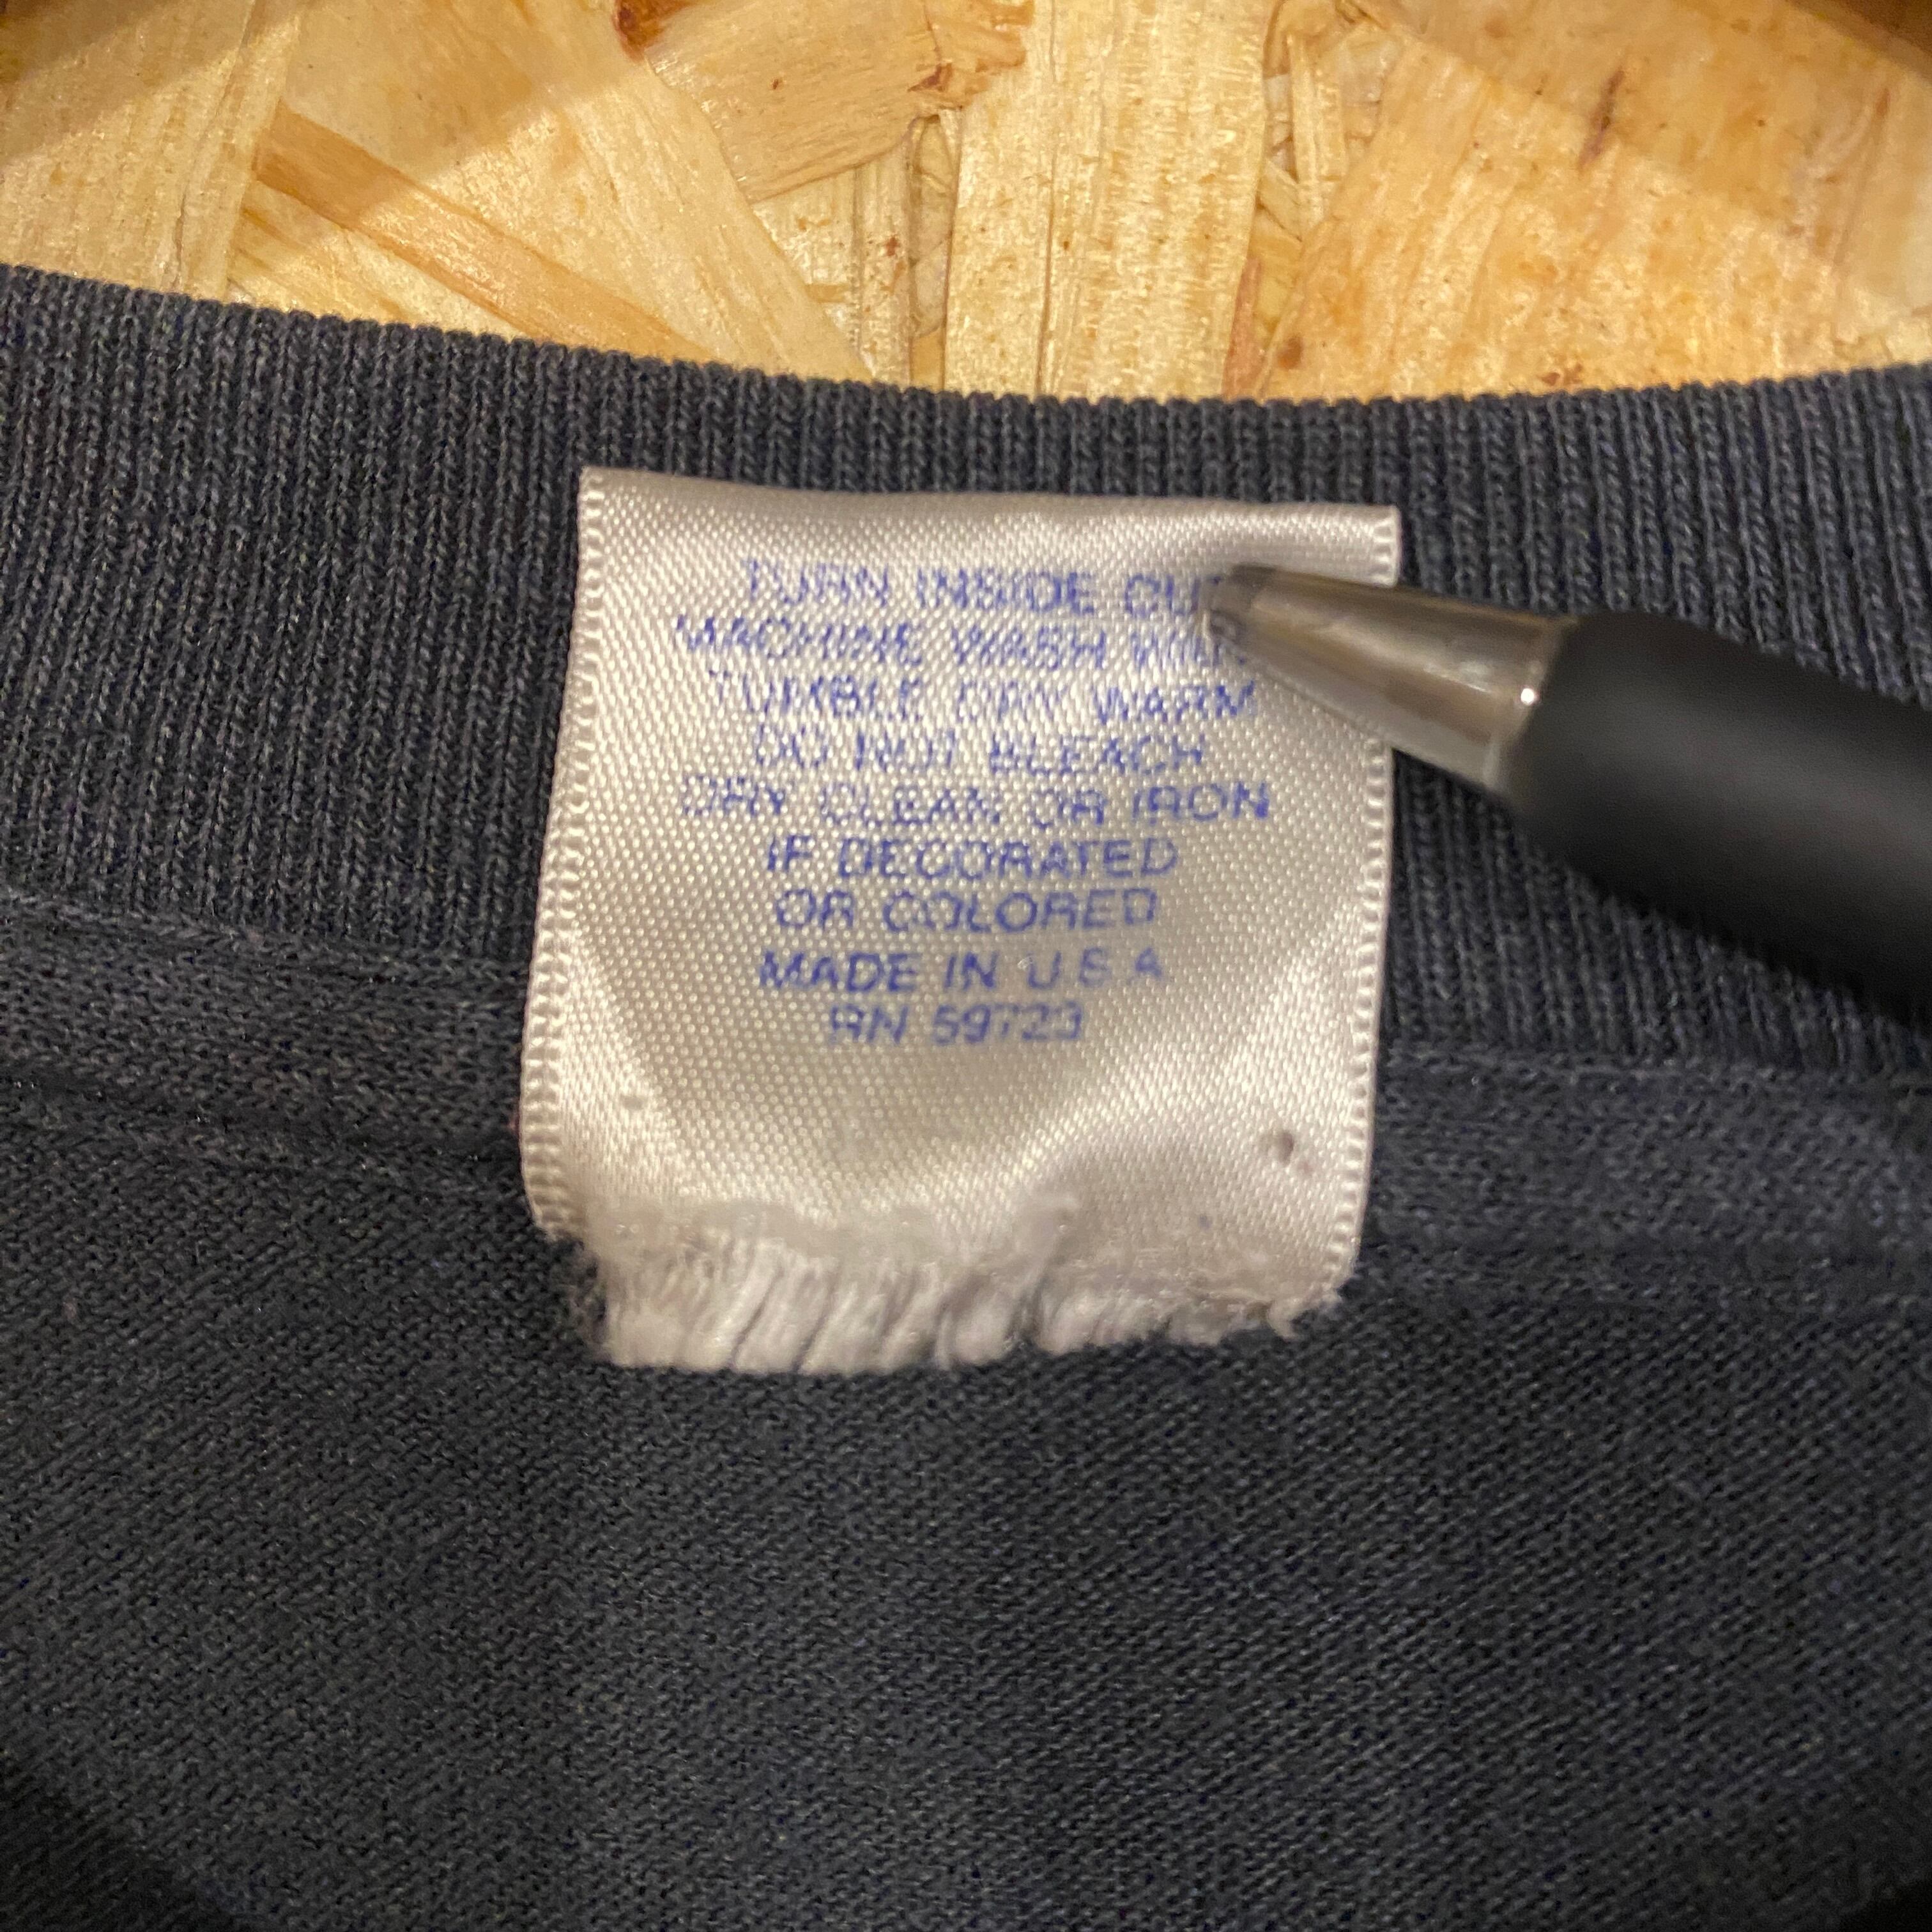 TURN INSIDE OUT
MACHINE WASH WARM
TUMBLE DRY WARM
DO NOT BLEACH
DRY CLEAN OR IRON
IF DECORATED
OR COLORED
MADE IN U.S.A
RN 59723